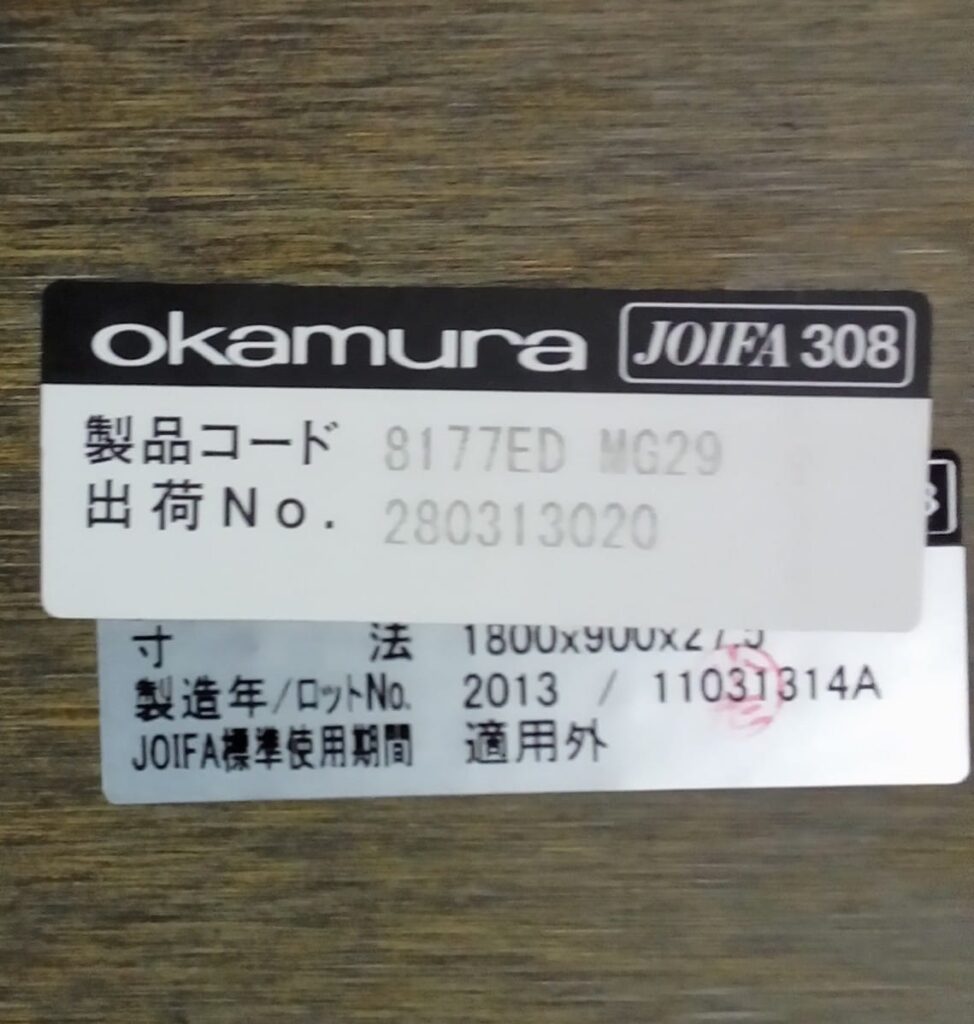 okamura JOIFA 308
製品コード 8177ED MG29
出荷No. 280313020
寸法 1800x900x27.5
製造年/ロットNo. 2013 / 11031314A
JOIFA標準使用期間 適用外